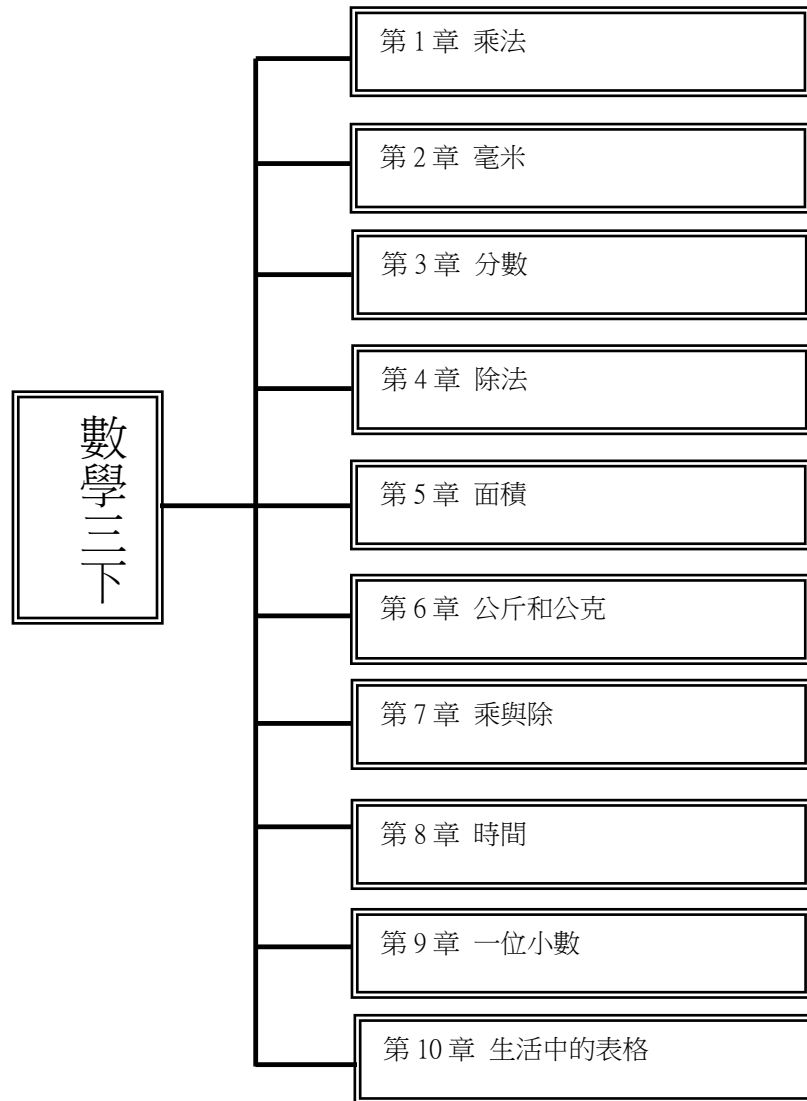 數學三下
第 1 章 乘法
第 2 章 毫米
第 3 章 分數
第 4 章 除法
第 5 章 面積
第 6 章 公斤和公克
第 7 章 乘與除
第 8 章 時間
第 9 章 一位小數
第 10 章 生活中的表格